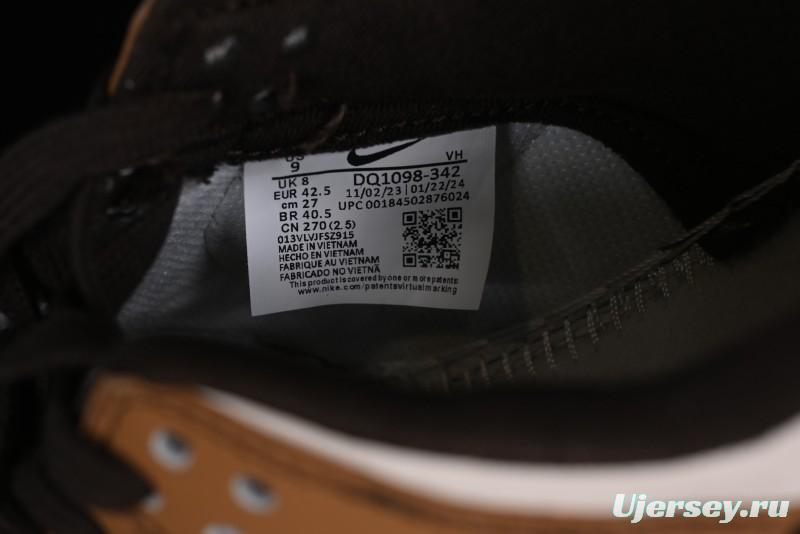 US VH
9
UK 8 DQ1098-342
EUR 42.5 11/02/23 | 01/22/24
cm 27 UPC 00184502876024
BR 40.5
CN 270 (2.5)
013VLVJFSZ915
MADE IN VIETNAM
HECHO EN VIETNAM
FABRIQUE AU VIETNAM
FABRICADO NO VIETNÃ
This product is covered by one or more patents
www.nike.com/patentsvirtualmarking
Ujersey.ru